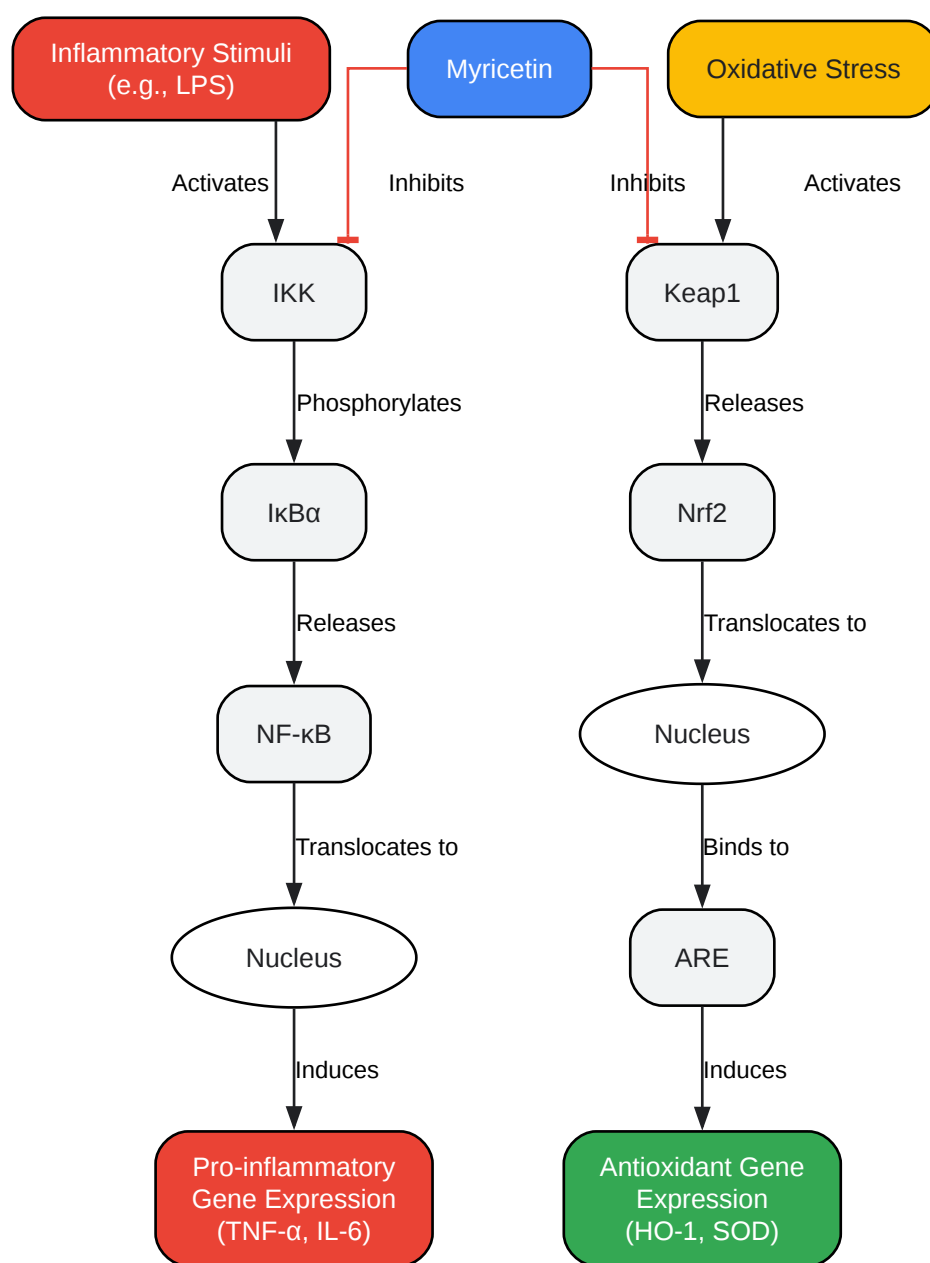 Inflammatory Stimuli
(e.g., LPS)
Myricetin
Oxidative Stress
Activates
Inhibits
Inhibits
Activates
IKK
Keap1
Phosphorylates
Releases
IκBα
Nrf2
Releases
Translocates to
NF-κB
Nucleus
Translocates to
Binds to
Nucleus
ARE
Induces
Induces
Pro-inflammatory
Gene Expression
(TNF-α, IL-6)
Antioxidant Gene
Expression
(HO-1, SOD)